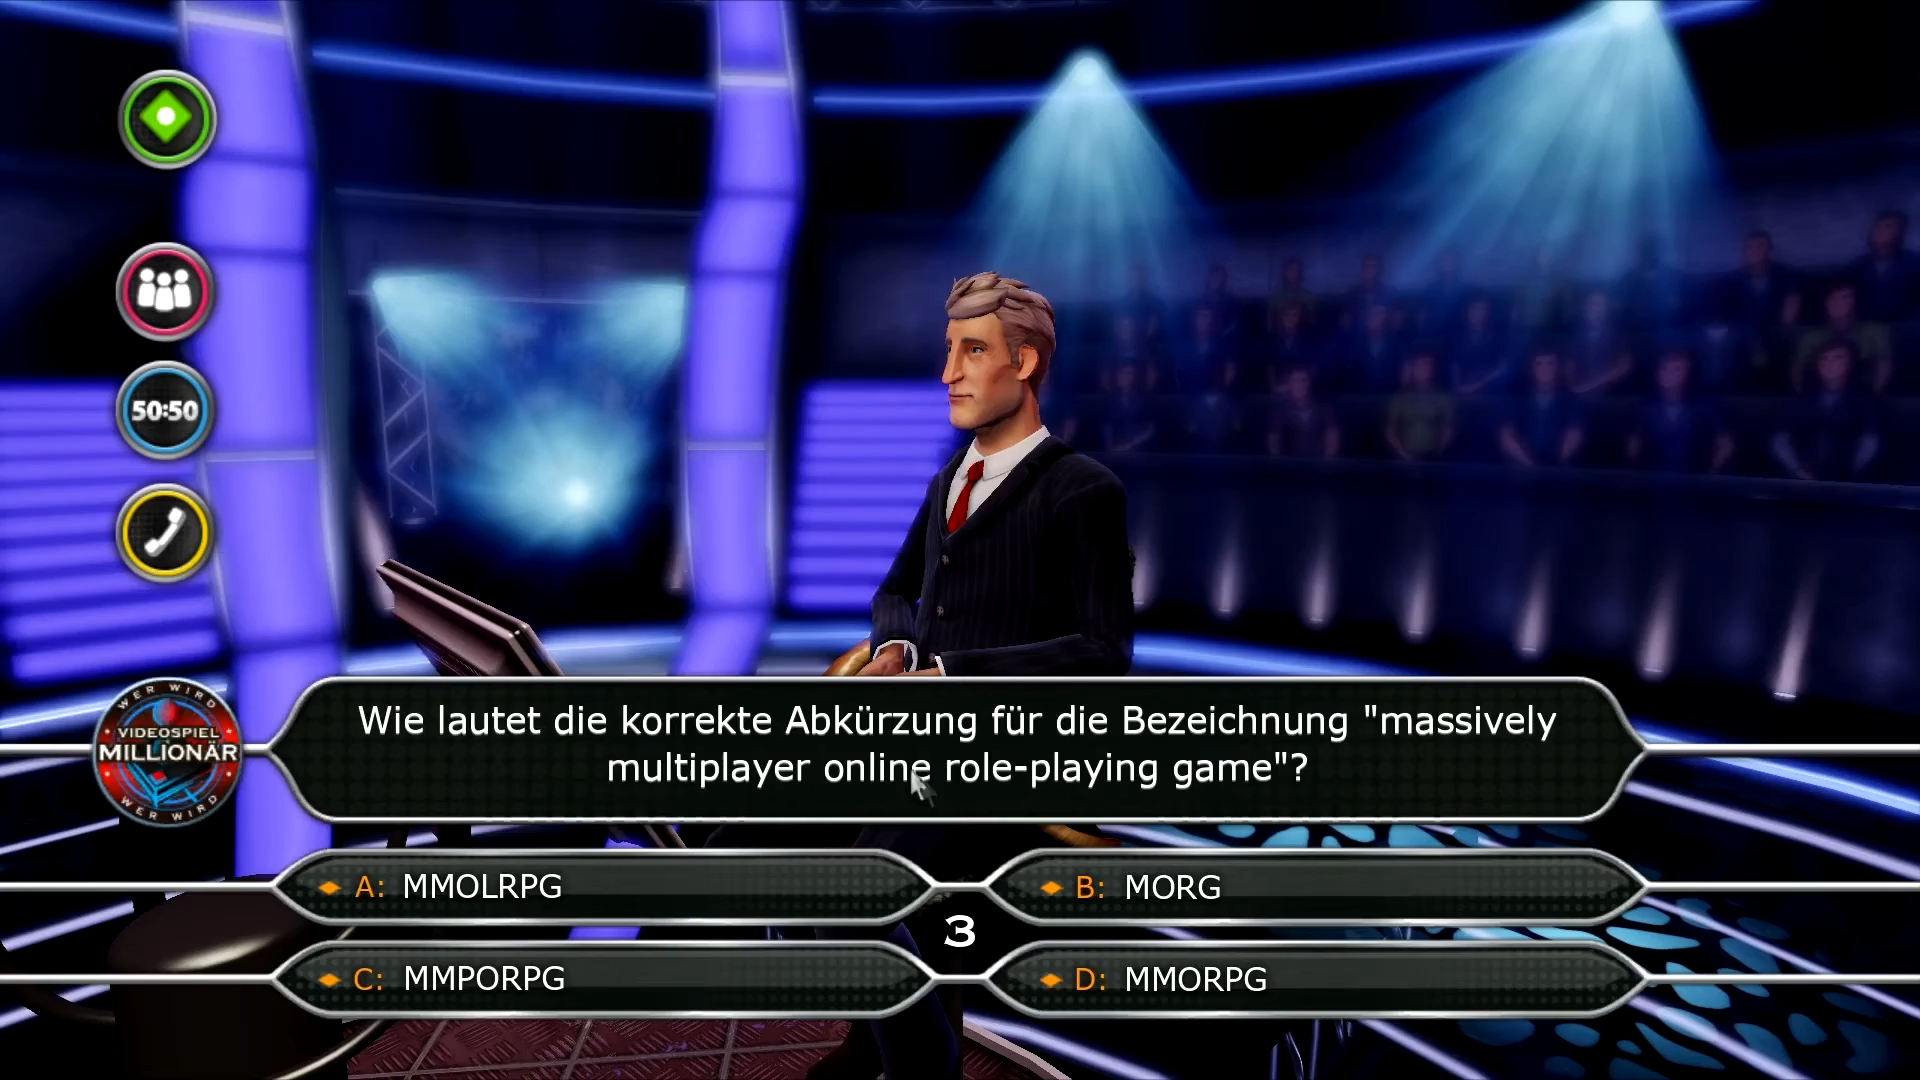 50:50
WER WIRD
VIDEOSPIEL
MILLIONÄR
WER WIRD
Wie lautet die korrekte Abkürzung für die Bezeichnung "massively
multiplayer online role-playing game"?
A: MMOLRPG
B: MORG
3
C: MMPORPG
D: MMORPG